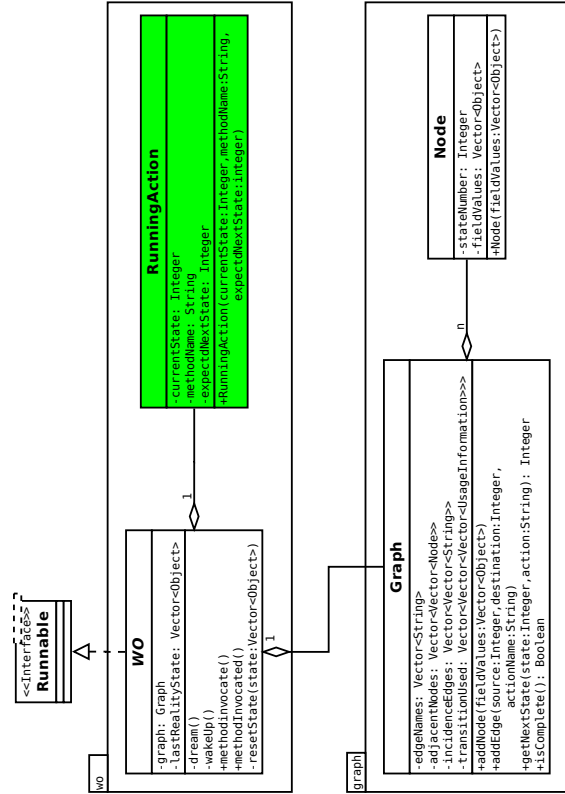 <<Interface>>
Runnable
wo
WO
-graph: Graph
-lastRealityState: Vector<Object>
-dream()
-wakeUp()
+methodinvocate()
+methodInvocated()
-resetState(state:Vector<Object>)
1
1
RunningAction
-currentState: Integer
-methodName: String
-expectdNextState: Integer
+RunningAction(currentState:Integer,methodName:String,
expectdNextState:integer)
graph
Graph
-edgeNames: Vector<String>
-adjacentNodes: Vector<Vector<Node>>
-incidenceEdges: Vector<Vector<String>>
-transitionUsed: Vector<Vector<Vector<UsageInformation>>>
+addNode(fieldValues:Vector<Object>)
+addEdge(source:Integer,destination:Integer,
actionName:String)
+getNextState(state:Integer,action:String): Integer
+isComplete(): Boolean
n
Node
-stateNumber: Integer
-fieldValues: Vector<Object>
+Node(fieldValues:Vector<Object>)